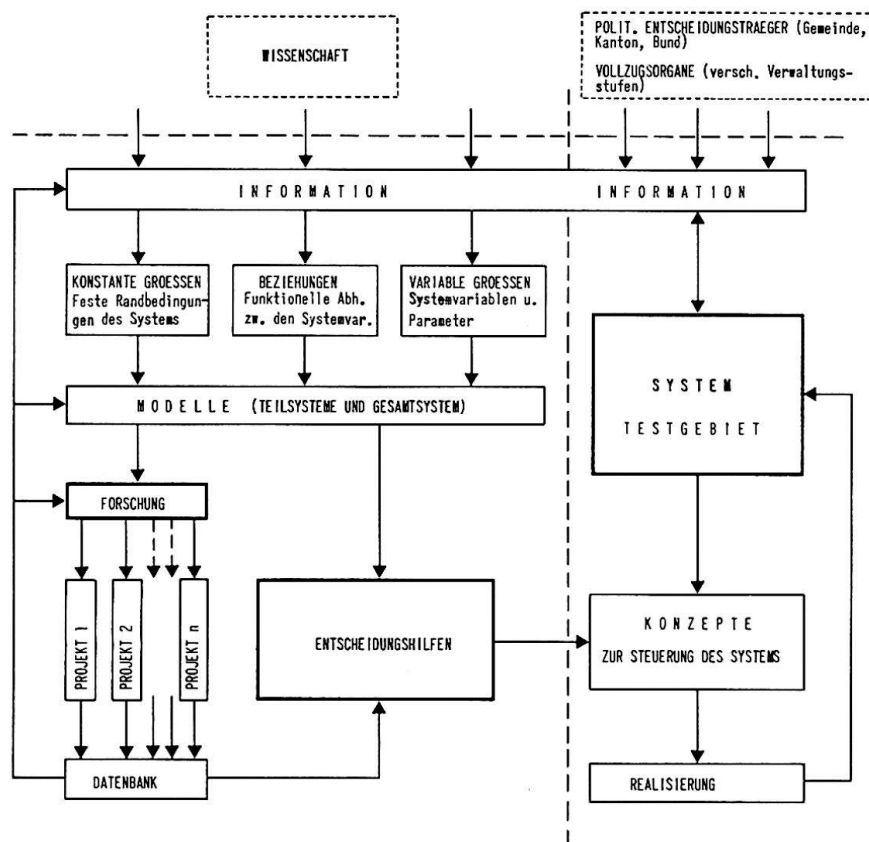 WISSENSCHAFT
POLIT. ENTSCHEIDUNGSTRAEGER (Gemeinde,
Kanton, Bund)
VOLLZUGSORGANE (versch. Verwaltungs-
stufen)
INFORMATION
INFORMATION
KONSTANTE GROESSEN
Feste Randbedingun-
gen des Systems
BEZIEHUNGEN
Funktionelle Abh.
zw. den Systemvar.
VARIABLE GROESSEN
Systemvariablen u.
Parameter
SYSTEM
TESTGEBIET
MODELLE (TEILSYSTEME UND GESAMTSYSTEM)
FORSCHUNG
PROJEKT 1
PROJEKT 2
PROJEKT n
ENTSCHEIDUNGSHILFEN
KONZEPTE
ZUR STEUERUNG DES SYSTEMS
DATENBANK
REALISIERUNG